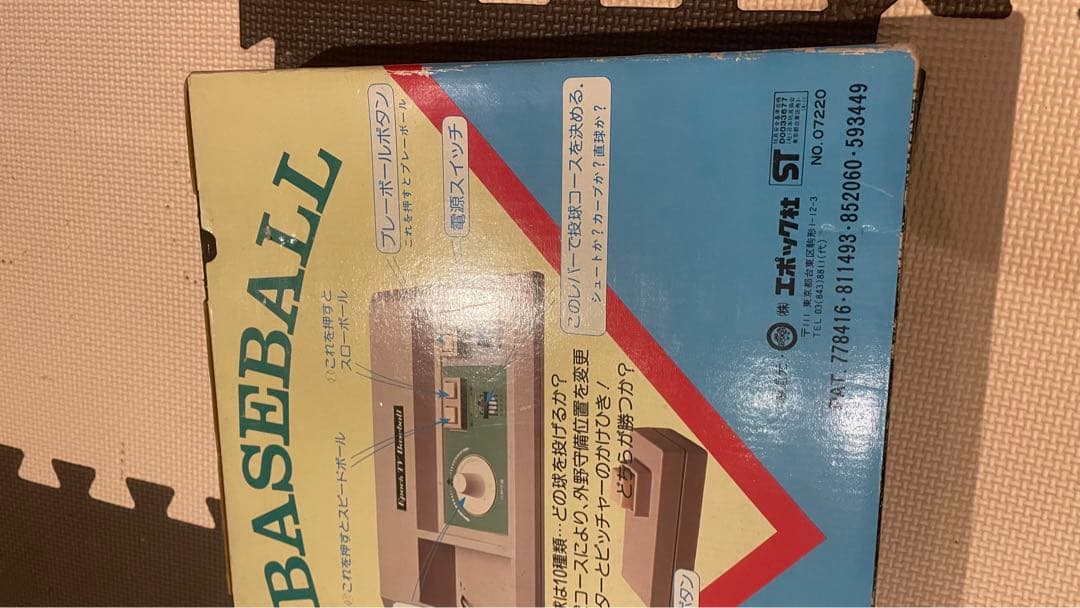 BASEBALL
これを押すとスピードボール
これを押すと
スローボール
プレーボールボタン
これを押すとプレーボール
電源スイッチ
Epoch TV Baseball
このレバーで投球コースを決める。
シュートか?カーブか?直球か?
球は10種類…どの球を投げるか?
コースにより、外野守備位置を変更
ターとピッチャーのかけひき!
どちらが勝つか?
タン
(株)エポック社
〒111 東京都台東区駒形1-12-3
TEL 03(843)8811(代)
ST
D0033677
NO. 07220
PAT. 778416・811493・852060・593449